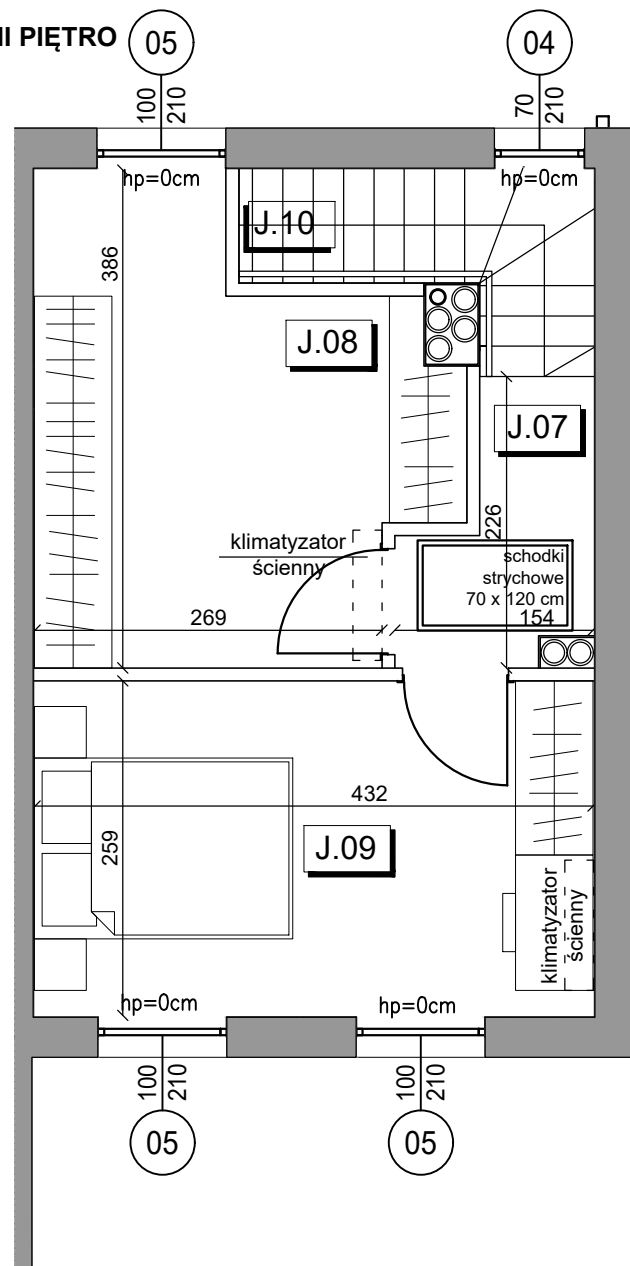 II PIĘTRO
05
04
100
210
70
210
hp=0cm
hp=0cm
J.10
386
J.08
J.07
226
klimatyzator
ścienny
schodki
strychowe
70 x 120 cm
269
154
432
259
J.09
klimatyzator
ścienny
hp=0cm
hp=0cm
100
210
100
210
05
05